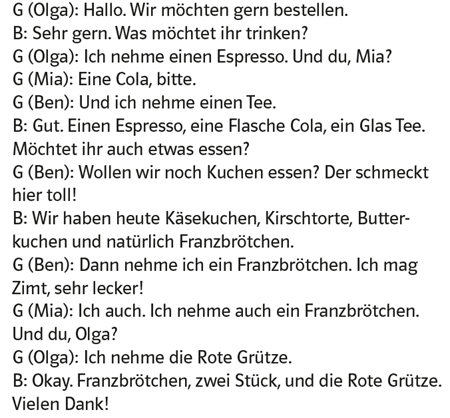 G (Olga): Hallo. Wir möchten gern bestellen.
B: Sehr gern. Was möchtet ihr trinken?
G (Olga): Ich nehme einen Espresso. Und du, Mia?
G (Mia): Eine Cola, bitte.
G (Ben): Und ich nehme einen Tee.
B: Gut. Einen Espresso, eine Flasche Cola, ein Glas Tee.
Möchtet ihr auch etwas essen?
G (Ben): Wollen wir noch Kuchen essen? Der schmeckt
hier toll!
B: Wir haben heute Käsekuchen, Kirschtorte, Butter-
kuchen und natürlich Franzbrötchen.
G (Ben): Dann nehme ich ein Franzbrötchen. Ich mag
Zimt, sehr lecker!
G (Mia): Ich auch. Ich nehme auch ein Franzbrötchen.
Und du, Olga?
G (Olga): Ich nehme die Rote Grütze.
B: Okay. Franzbrötchen, zwei Stück, und die Rote Grütze.
Vielen Dank!